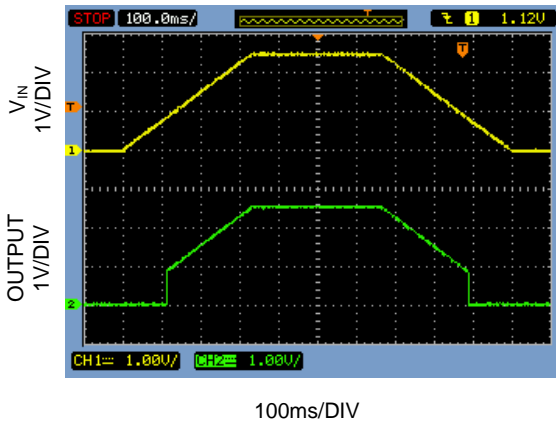 STOP 100.0ms/ T 1 1.12V
T
VIN
1V/DIV
T
1
OUTPUT
1V/DIV
2
CH1 1.00V/ CH2 1.00V/
100ms/DIV